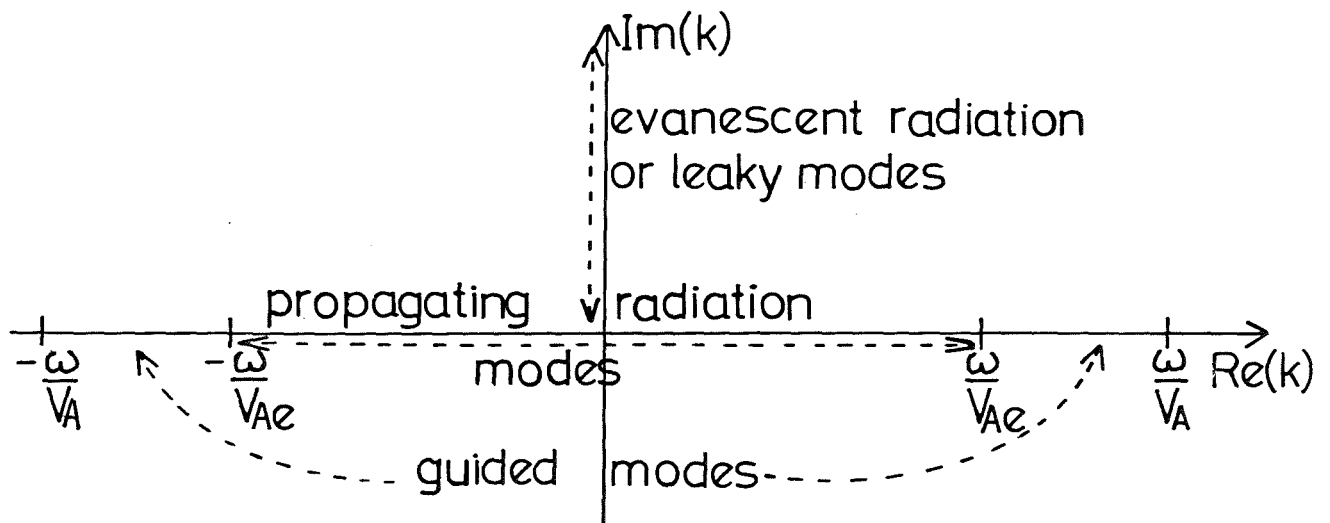 Im(k)
evanescent radiation
or leaky modes
propagating radiation
modes
-ω/V_A -ω/V_Ae ω/V_Ae ω/V_A Re(k)
guided modes